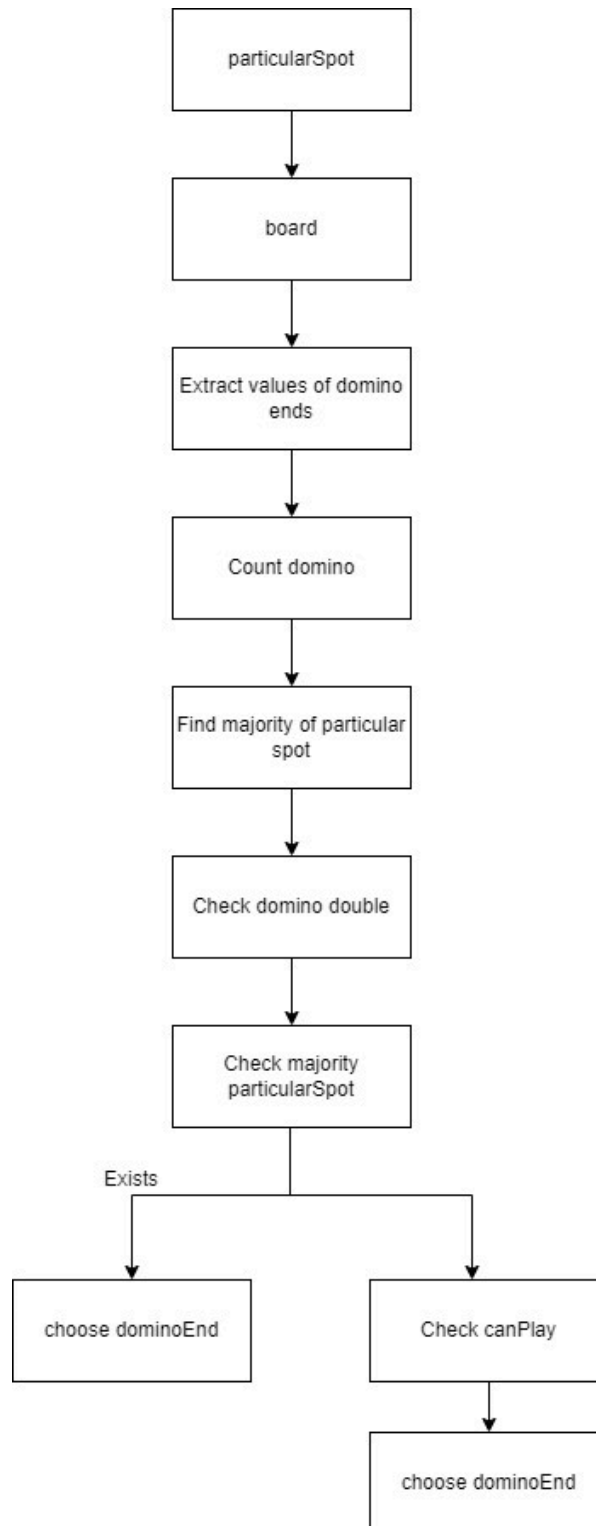 particularSpot
board
Extract values of domino
ends
Count domino
Find majority of particular
spot
Check domino double
Check majority
particularSpot
Exists
choose dominoEnd
Check canPlay
choose dominoEnd